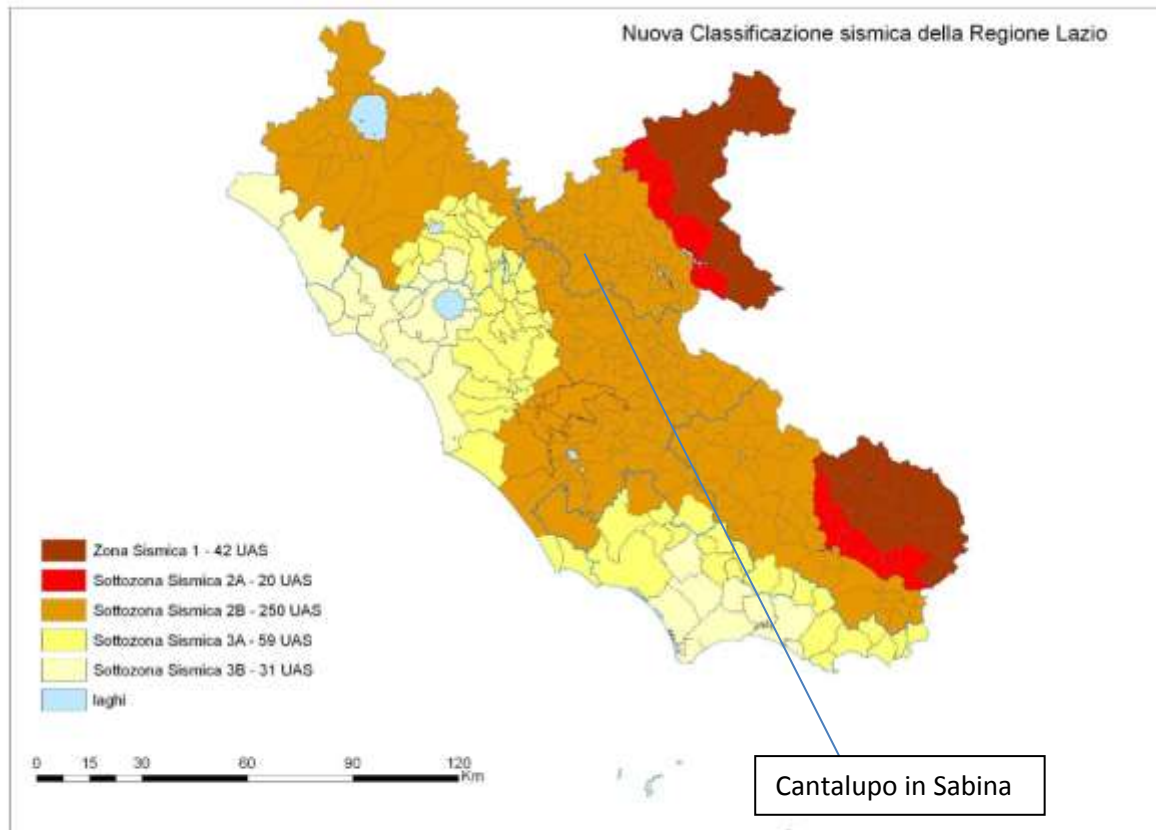 Nuova Classificazione sismica della Regione Lazio
Zona Sismica 1 - 42 UAS
Sottozona Sismica 2A - 20 UAS
Sottozona Sismica 2B - 250 UAS
Sottozona Sismica 3A - 59 UAS
Sottozona Sismica 3B - 31 UAS
laghi
0 15 30 60 90 120
Km
Cantalupo in Sabina